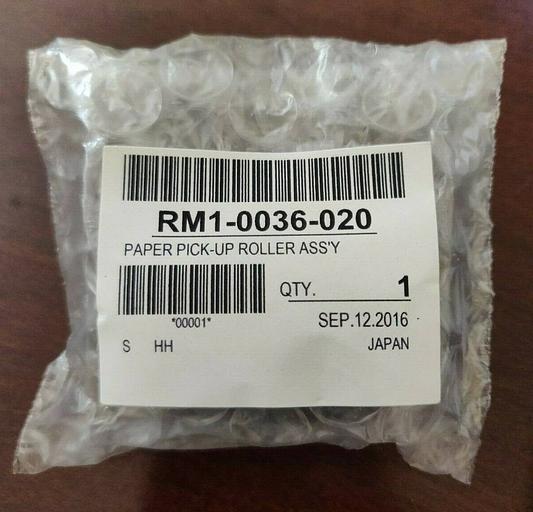 RM1-0036-020
PAPER PICK-UP ROLLER ASS'Y
QTY. 1
*00001*
SEP.12.2016
S HH
JAPAN